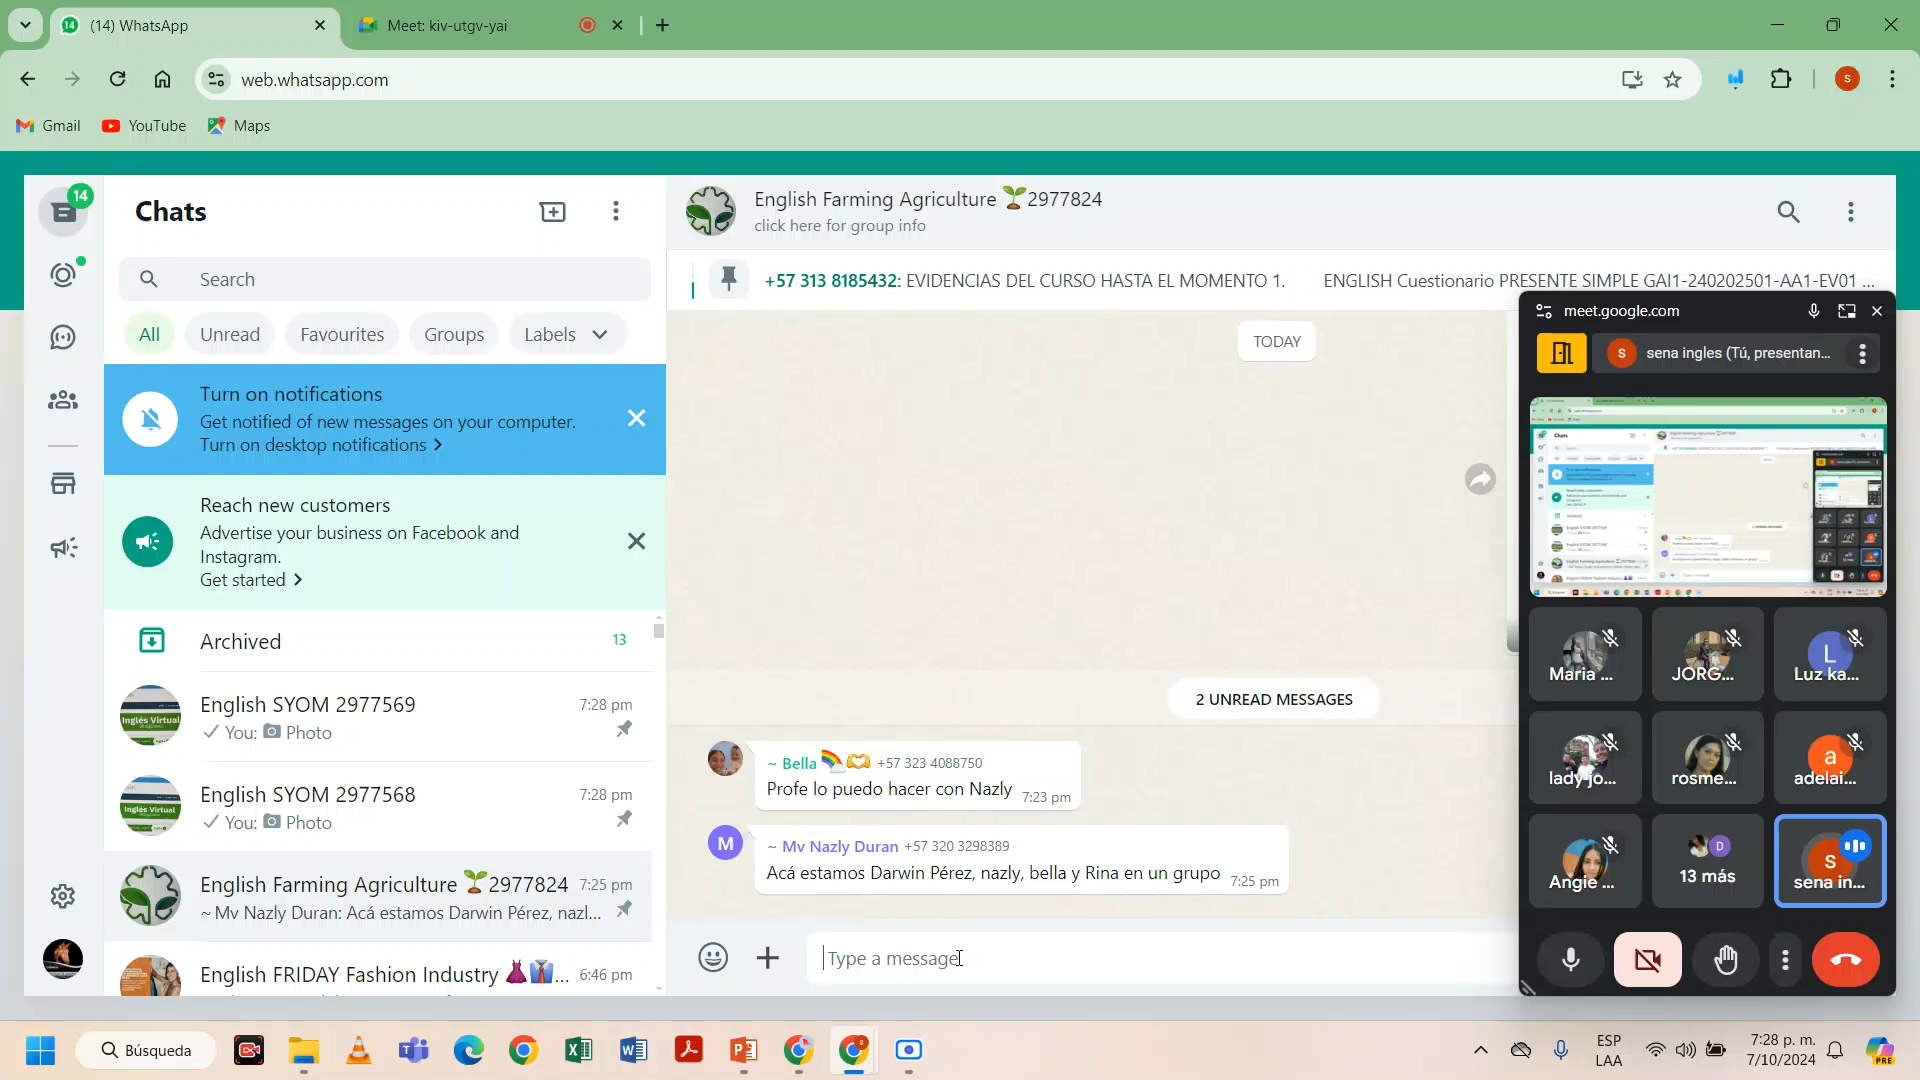 (14) WhatsApp
Meet: kiv-utgv-yai
web.whatsapp.com
S
Gmail
YouTube
Maps
14
Chats
Search
All
Unread
Favourites
Groups
Labels
Turn on notifications
Get notified of new messages on your computer.
Turn on desktop notifications
Reach new customers
Advertise your business on Facebook and
Instagram.
Get started
Archived
13
English SYOM 2977569
7:28 pm
You: Photo
English SYOM 2977568
7:28 pm
You: Photo
English Farming Agriculture 🌱2977824
7:25 pm
~ Mv Nazly Duran: Acá estamos Darwin Pérez, nazl...
English FRIDAY Fashion Industry 👗👔...
6:46 pm
English Farming Agriculture 🌱2977824
click here for group info
+57 313 8185432: EVIDENCIAS DEL CURSO HASTA EL MOMENTO 1. ENGLISH Cuestionario PRESENTE SIMPLE GAI1-240202501-AA1-EV01 ...
TODAY
2 UNREAD MESSAGES
~ Bella 🌈🫶 +57 323 4088750
Profe lo puedo hacer con Nazly
7:23 pm
M
~ Mv Nazly Duran +57 320 3298389
Acá estamos Darwin Pérez, nazly, bella y Rina en un grupo
7:25 pm
Type a message
meet.google.com
S
sena ingles (Tú, presentan...
Maria ...
JORG...
L
Luz ka...
lady jo...
rosme...
a
adelai...
Angie ...
D
13 más
S
sena in...
Búsqueda
ESP
LAA
7:28 p. m.
7/10/2024
PRE